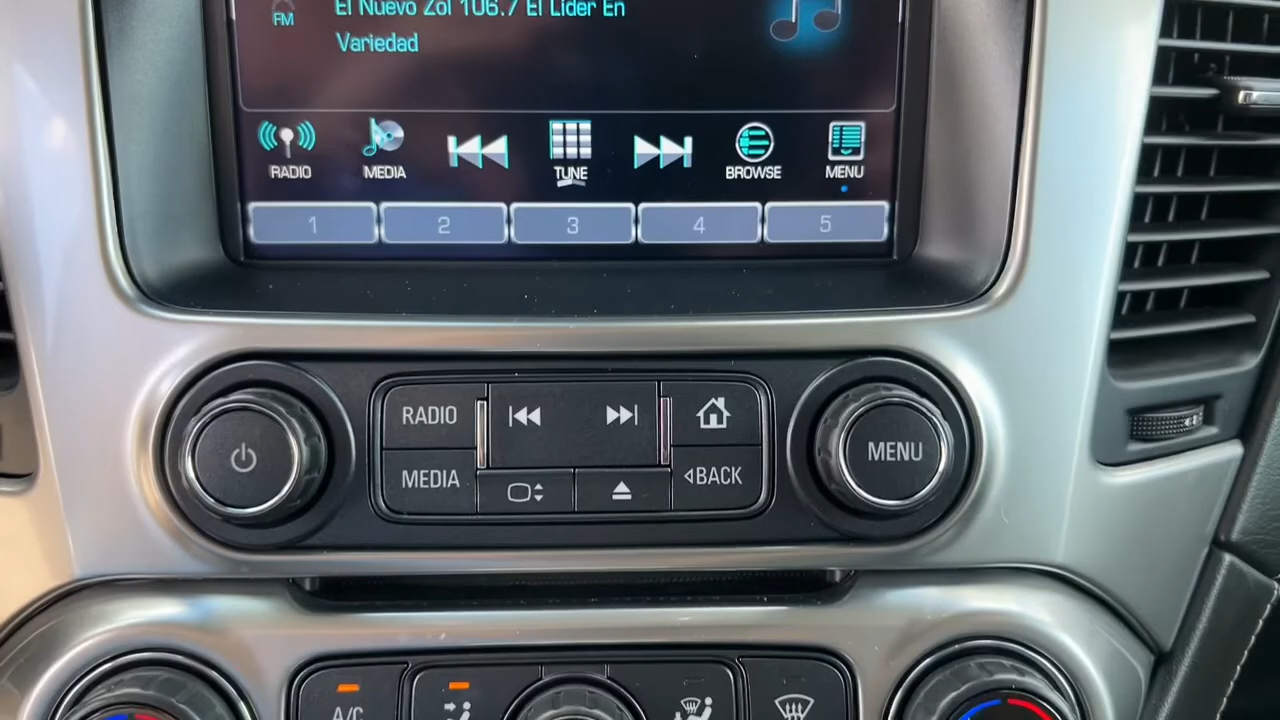 El Nuevo Zol 106.7 El Lider En
FM
Variedad
RADIO MEDIA TUNE BROWSE MENU
1 2 3 4 5
RADIO
MENU
MEDIA
BACK
A/C